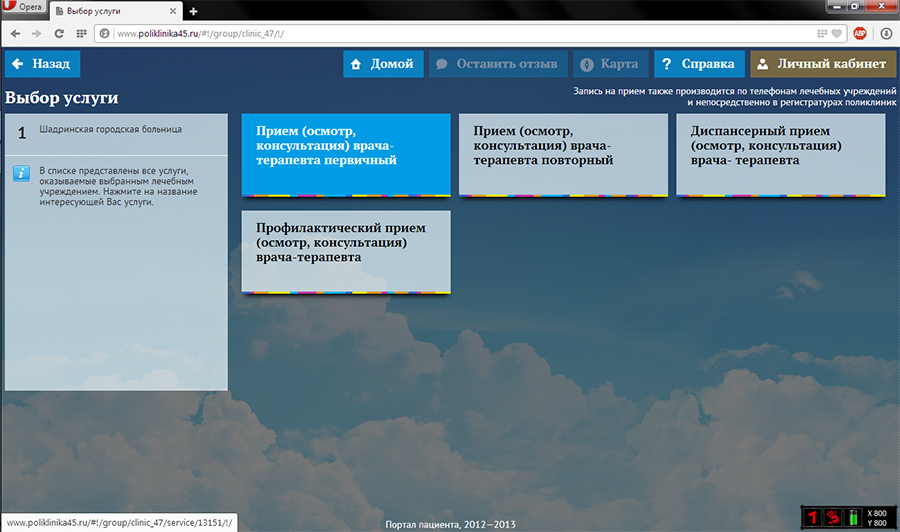 Opera
Выбор услуги
www.poliklinika45.ru/#!/group/clinic_47/!/
ABP
Назад
Домой
Оставить отзыв
Карта
Справка
Личный кабинет
Выбор услуги
Запись на прием также производится по телефонам лечебных учреждений
и непосредственно в регистратурах поликлиник
1 Шадринская городская больница
В списке представлены все услуги,
оказываемые выбранным лечебным
учреждением. Нажмите на название
интересующей Вас услуги.
Прием (осмотр,
консультация) врача-
терапевта первичный
Прием (осмотр,
консультация) врача-
терапевта повторный
Диспансерный прием
(осмотр, консультация)
врача- терапевта
Профилактический прием
(осмотр, консультация)
врача-терапевта
www.poliklinika45.ru/#!/group/clinic_47/service/13151/!/
Портал пациента, 2012—2013
X 800
Y 800